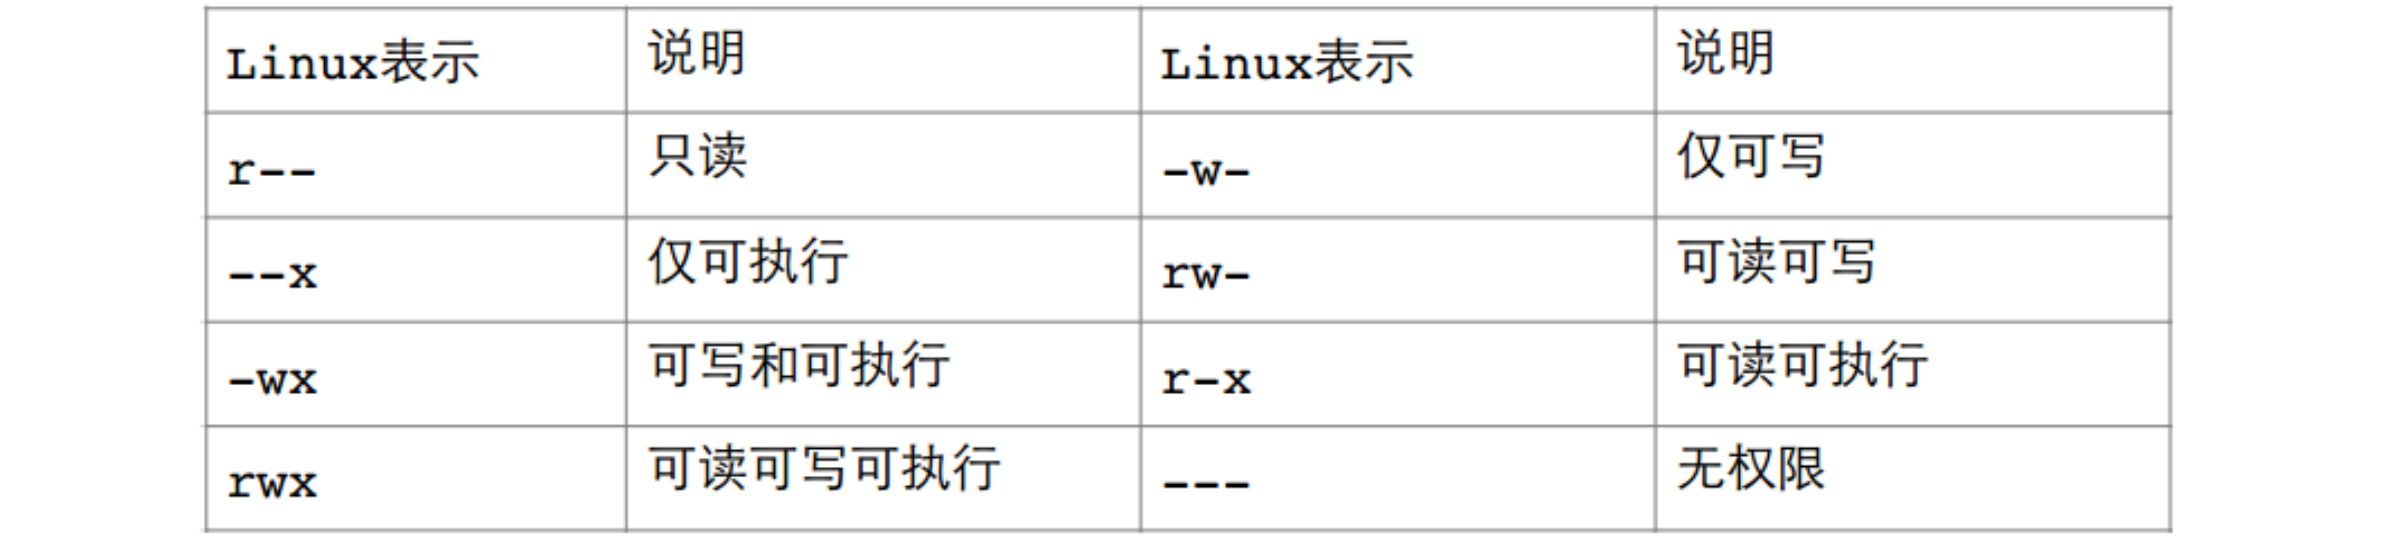 Linux表示 说明 Linux表示 说明
r-- 只读 -w- 仅可写
--x 仅可执行 rw- 可读可写
-wx 可写和可执行 r-x 可读可执行
rwx 可读可写可执行 --- 无权限